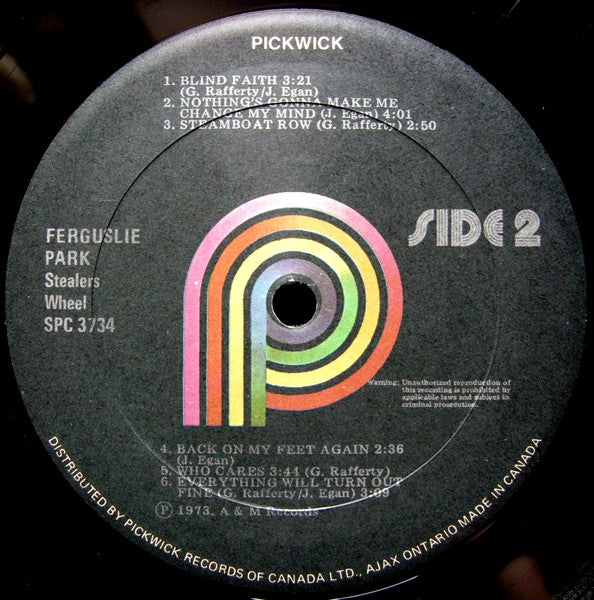 PICKWICK
1. BLIND FAITH 3:21
(G. Rafferty/J. Egan)
2. NOTHING'S GONNA MAKE ME
CHANGE MY MIND (J. Egan) 4:01
3. STEAMBOAT ROW (G. Rafferty) 2:50
FERGUSLIE
PARK
Stealers
Wheel
SPC 3734
SIDE 2
Warning: Unauthorized reproduction of
this recording is prohibited by
applicable laws and subject to
criminal prosecution.
4. BACK ON MY FEET AGAIN 2:36
(J. Egan)
5. WHO CARES 3:44 (G. Rafferty)
6. EVERYTHING WILL TURN OUT
FINE (G. Rafferty/J. Egan) 3:09
Ⓟ 1973, A & M Records
DISTRIBUTED BY PICKWICK RECORDS OF CANADA LTD., AJAX ONTARIO MADE IN CANADA